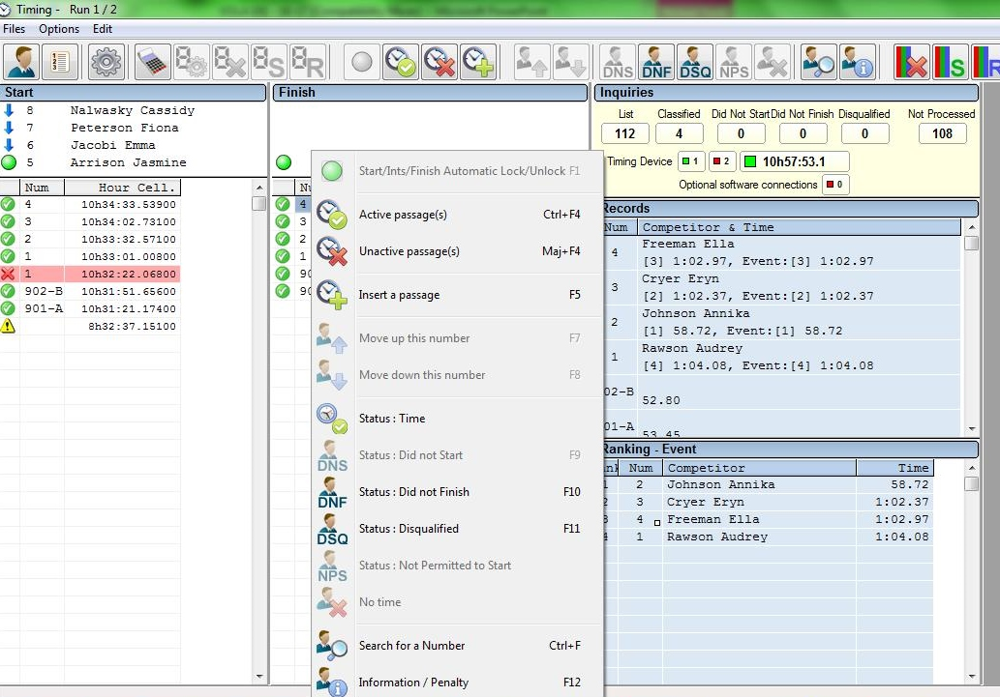 Timing - Run 1 / 2
Files Options Edit
DNS DNF DSQ NPS
S R S R
Start
8 Nalwasky Cassidy
7 Peterson Fiona
6 Jacobi Emma
5 Arrison Jasmine
Num Hour Cell.
4 10h34:33.53900
3 10h34:02.73100
2 10h33:32.57100
1 10h33:01.00800
1 10h32:22.06800
902-B 10h31:51.65600
901-A 10h31:21.17400
8h32:37.15100
Finish
4
3
2
1
Start/Ints/Finish Automatic Lock/Unlock F1
Active passage(s) Ctrl+F4
Unactive passage(s) Maj+F4
Insert a passage F5
Move up this number F7
Move down this number F8
Status : Time
DNS Status : Did not Start F9
DNF Status : Did not Finish F10
DSQ Status : Disqualified F11
NPS Status : Not Permitted to Start
No time
Search for a Number Ctrl+F
Information / Penalty F12
Inquiries
List Classified Did Not Start Did Not Finish Disqualified Not Processed
112 4 0 0 0 108
Timing Device 1 2 10h57:53.1
Optional software connections 0
Records
Num Competitor & Time
4 Freeman Ella
[3] 1:02.97, Event:[3] 1:02.97
3 Cryer Eryn
[2] 1:02.37, Event:[2] 1:02.37
2 Johnson Annika
[1] 58.72, Event:[1] 58.72
1 Rawson Audrey
[4] 1:04.08, Event:[4] 1:04.08
02-B 52.80
01-A 53.45
Ranking - Event
Num Competitor Time
1 2 Johnson Annika 58.72
2 3 Cryer Eryn 1:02.37
3 4 Freeman Ella 1:02.97
4 1 Rawson Audrey 1:04.08